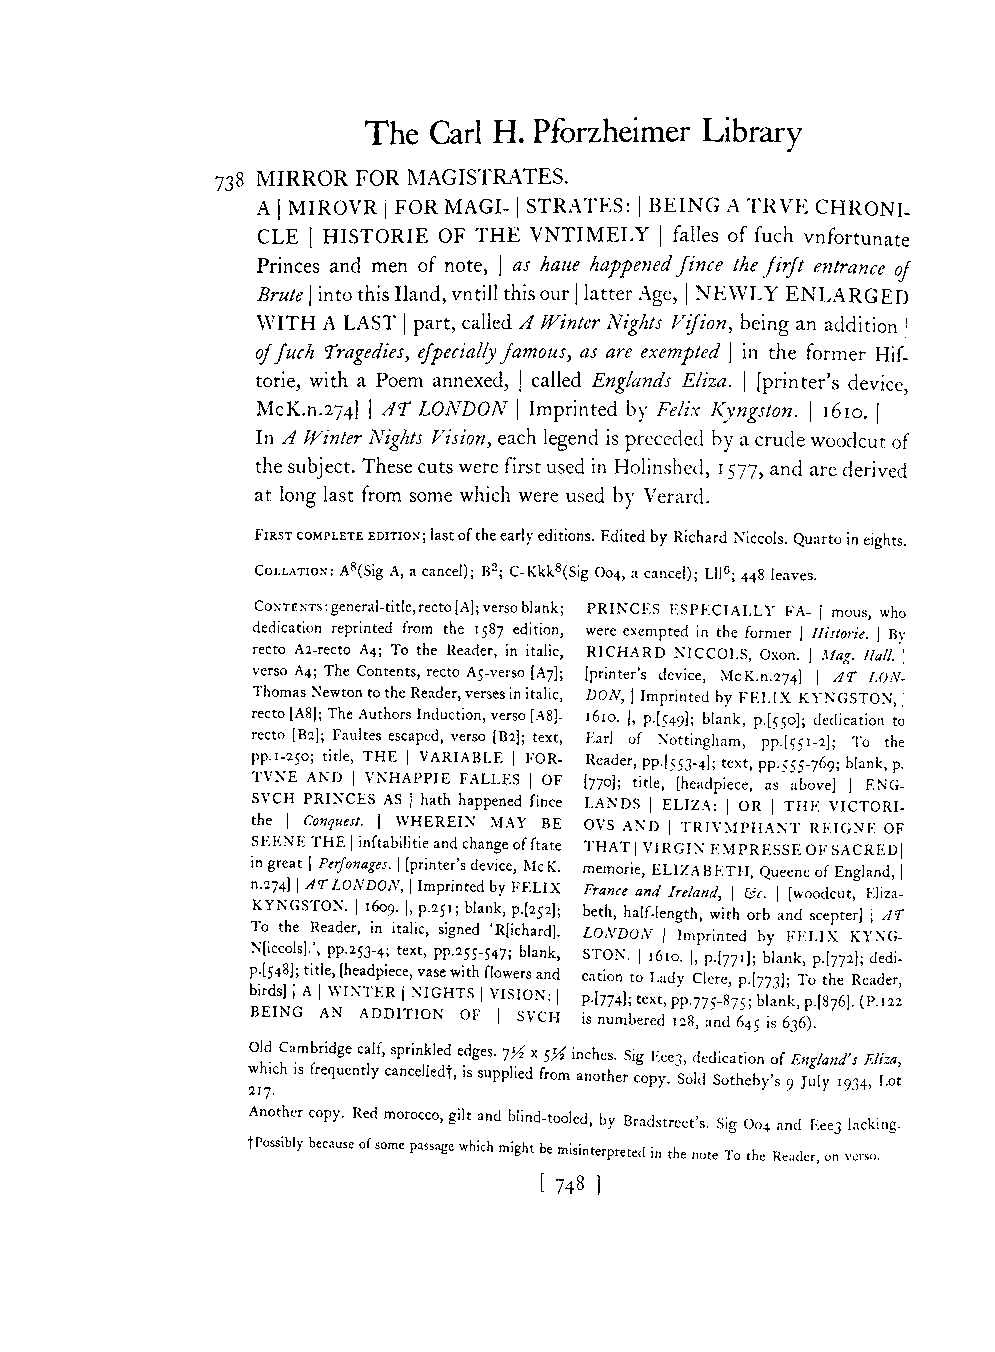 The Carl H. Pforzheimer Library
738 MIRROR FOR MAGISTRATES.
A | MIROVR | FOR MAGI- | STRATES: | BEING A TRVE CHRONI-
CLE | HISTORIE OF THE VNTIMELY | falles of ſuch vnfortunate
Princes and men of note, | as haue happened ſince the firſt entrance of
Brute | into this Iland, vntill this our | latter Age, | NEWLY ENLARGED
WITH A LAST | part, called A Winter Nights Viſion, being an addition |
of ſuch Tragedies, eſpecially famous, as are exempted | in the former Hiſ-
torie, with a Poem annexed, | called Englands Eliza. | [printer's device,
McK.n.274] | AT LONDON | Imprinted by Felix Kyngston. | 1610. |
In A Winter Nights Vision, each legend is preceded by a crude woodcut of
the subject. These cuts were first used in Holinshed, 1577, and are derived
at long last from some which were used by Verard.
FIRST COMPLETE EDITION; last of the early editions. Edited by Richard Niccols. Quarto in eights.
COLLATION: A⁸(Sig A, a cancel); B²; C-Kkk⁸(Sig Oo4, a cancel); Lll⁶; 448 leaves.
CONTENTS: general-title, recto [A]; verso blank;
dedication reprinted from the 1587 edition,
recto A2-recto A4; To the Reader, in italic,
verso A4; The Contents, recto A5-verso [A7];
Thomas Newton to the Reader, verses in italic,
recto [A8]; The Authors Induction, verso [A8]-
recto [B2]; Faultes escaped, verso [B2]; text,
pp.1-250; title, THE | VARIABLE | FOR-
TVNE AND | VNHAPPIE FALLES | OF
SVCH PRINCES AS | hath happened ſince
the | Conquest. | WHEREIN MAY BE
SEENE THE | inſtabilitie and change of ſtate
in great | Perſonages. | [printer's device, McK.
n.274] | AT LONDON, | Imprinted by FELIX
KYNGSTON. | 1609. |, p.251; blank, p.[252];
To the Reader, in italic, signed 'R[ichard].
N[iccols].', pp.253-4; text, pp.255-547; blank,
p.[548]; title, [headpiece, vase with flowers and
birds] | A | WINTER | NIGHTS | VISION: |
BEING AN ADDITION OF | SVCH
PRINCES ESPECIALLY FA- | mous, who
were exempted in the former | Historie. | By
RICHARD NICCOLS, Oxon. | Mag. Hall. |
[printer's device, McK.n.274] | AT LON-
DON, | Imprinted by FELIX KYNGSTON, |
1610. |, p.[549]; blank, p.[550]; dedication to
Earl of Nottingham, pp.[551-2]; To the
Reader, pp.[553-4]; text, pp.555-769; blank, p.
[770]; title, [headpiece, as above] | ENG-
LANDS | ELIZA: | OR | THE VICTORI-
OVS AND | TRIVMPHANT REIGNE OF
THAT | VIRGIN EMPRESSE OF SACRED |
memorie, ELIZABETH, Queene of England, |
France and Ireland, | &c. | [woodcut, Eliza-
beth, half-length, with orb and scepter] | AT
LONDON | Imprinted by FELIX KYNG-
STON. | 1610. |, p.[771]; blank, p.[772]; dedi-
cation to Lady Clere, p.[773]; To the Reader,
p.[774]; text, pp.775-875; blank, p.[876]. (P.122
is numbered 128, and 645 is 636).
Old Cambridge calf, sprinkled edges. 7½ x 5½ inches. Sig Eee3, dedication of England's Eliza,
which is frequently cancelled†, is supplied from another copy. Sold Sotheby's 9 July 1934, Lot
217.
Another copy. Red morocco, gilt and blind-tooled, by Bradstreet's. Sig Oo4 and Eee3 lacking.
†Possibly because of some passage which might be misinterpreted in the note To the Reader, on verso.
[ 748 ]